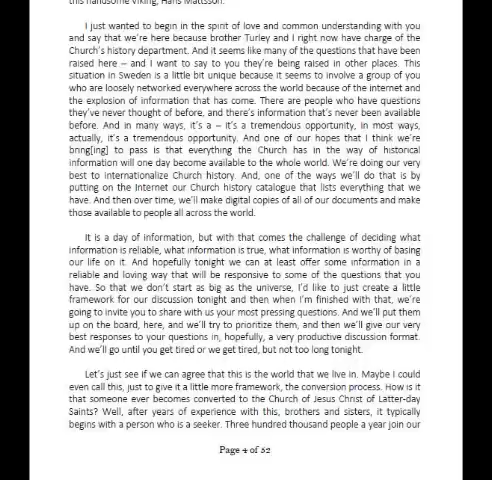 this handsome Viking, Hans Mattsson.
I just wanted to begin in the spirit of love and common understanding with you
and say that we're here because brother Turley and I right now have charge of the
Church's history department. And it seems like many of the questions that have been
raised here – and I want to say to you they're being raised in other places. This
situation in Sweden is a little bit unique because it seems to involve a group of you
who are loosely networked everywhere across the world because of the internet and
the explosion of information that has come. There are people who have questions
they've never thought of before, and there's information that's never been available
before. And in many ways, it's a – it's a tremendous opportunity, in most ways,
actually, it's a tremendous opportunity. And one of our hopes that I think we're
bring[ing] to pass is that everything the Church has in the way of historical
information will one day become available to the whole world. We're doing our very
best to internationalize Church history. And, one of the ways we'll do that is by
putting on the Internet our Church history catalogue that lists everything that we
have. And then over time, we'll make digital copies of all of our documents and make
those available to people all across the world.
It is a day of information, but with that comes the challenge of deciding what
information is reliable, what information is true, what information is worthy of basing
our life on it. And hopefully tonight we can at least offer some information in a
reliable and loving way that will be responsive to some of the questions that you
have. So that we don't start as big as the universe, I'd like to just create a little
framework for our discussion tonight and then when I'm finished with that, we're
going to invite you to share with us your most pressing questions. And we'll put them
up on the board, here, and we'll try to prioritize them, and then we'll give our very
best responses to your questions in, hopefully, a very productive discussion format.
And we'll go until you get tired or we get tired, but not too long tonight.
Let's just see if we can agree that this is the world that we live in. Maybe I could
even call this, just to give it a little more framework, the conversion process. How is it
that someone ever becomes converted to the Church of Jesus Christ of Latter-day
Saints? Well, after years of experience with this, brothers and sisters, it typically
begins with a person who is a seeker. Three hundred thousand people a year join our
Page 4 of 52